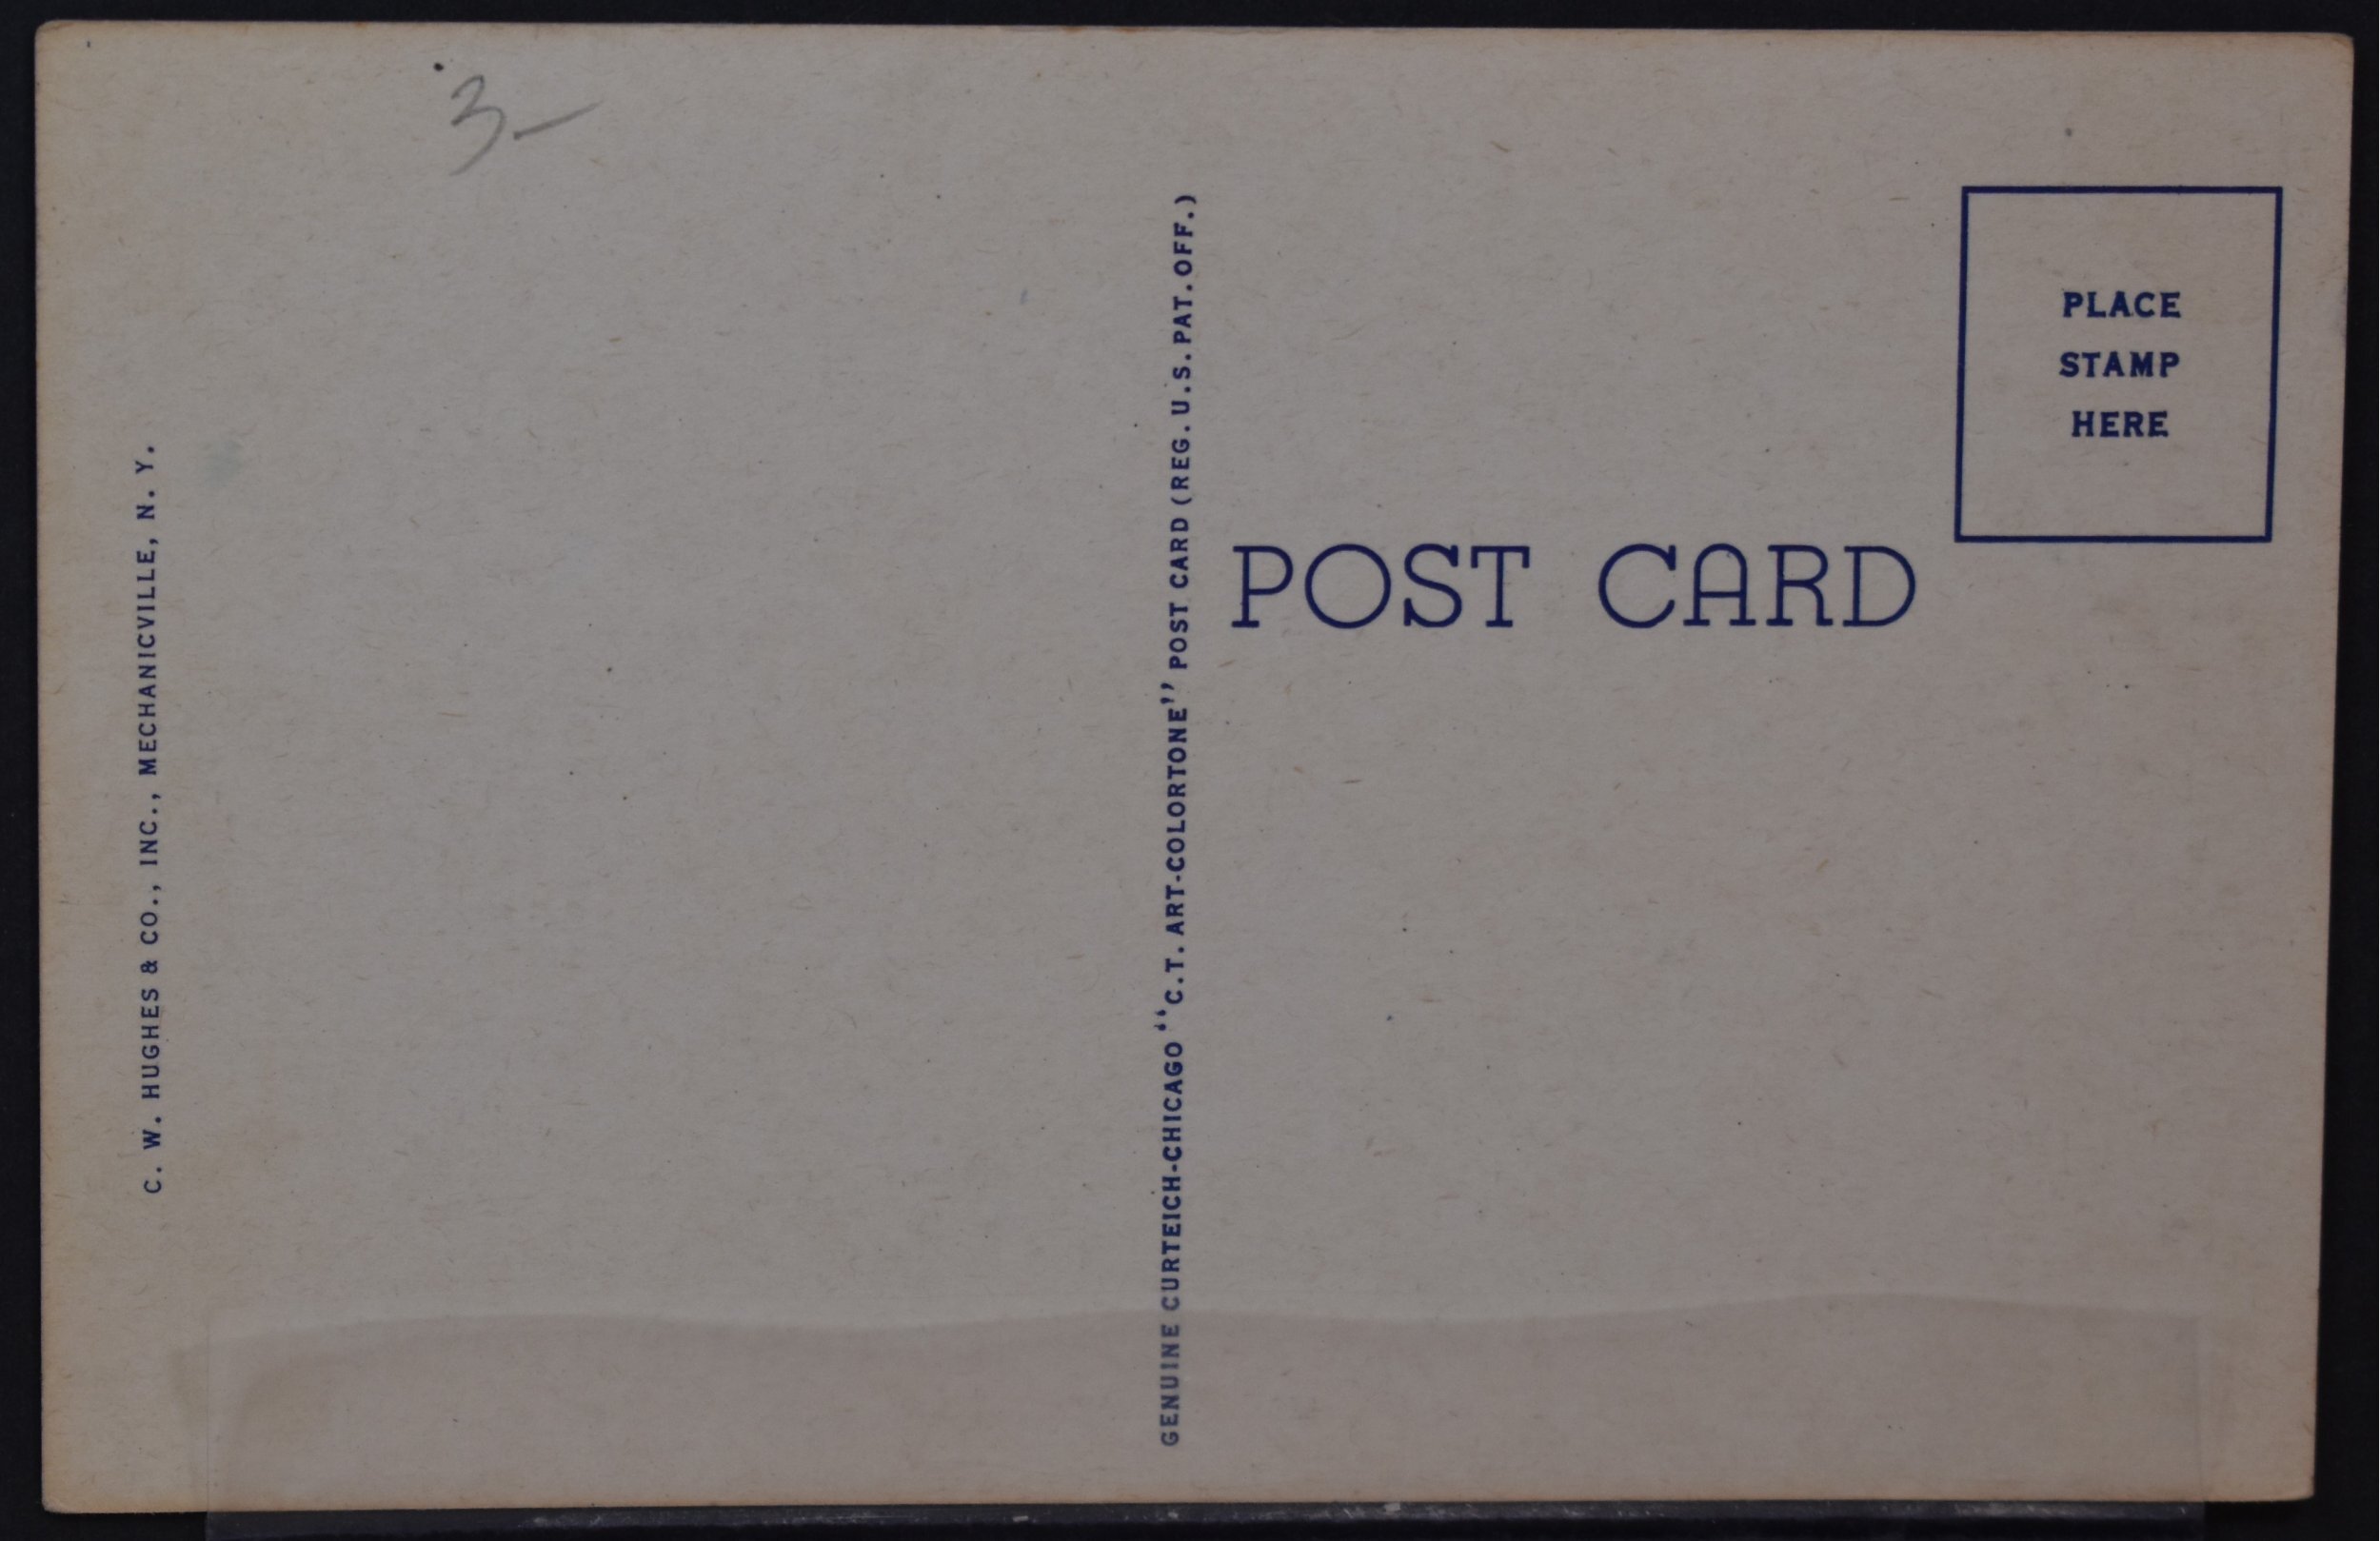 3-
C. W. HUGHES & CO., INC., MECHANICVILLE, N. Y.
GENUINE CURTEICH-CHICAGO "C.T. ART-COLORTONE" POST CARD (REG. U.S. PAT. OFF.)
POST CARD
PLACE
STAMP
HERE